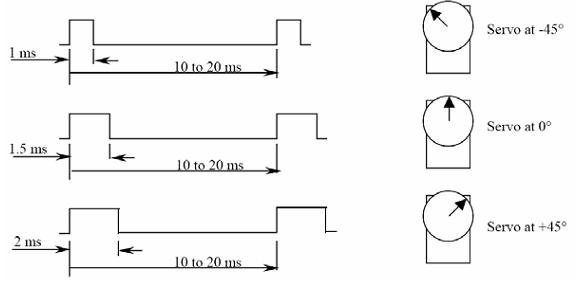 1 ms
10 to 20 ms
Servo at -45°
1.5 ms
10 to 20 ms
Servo at 0°
2 ms
10 to 20 ms
Servo at +45°